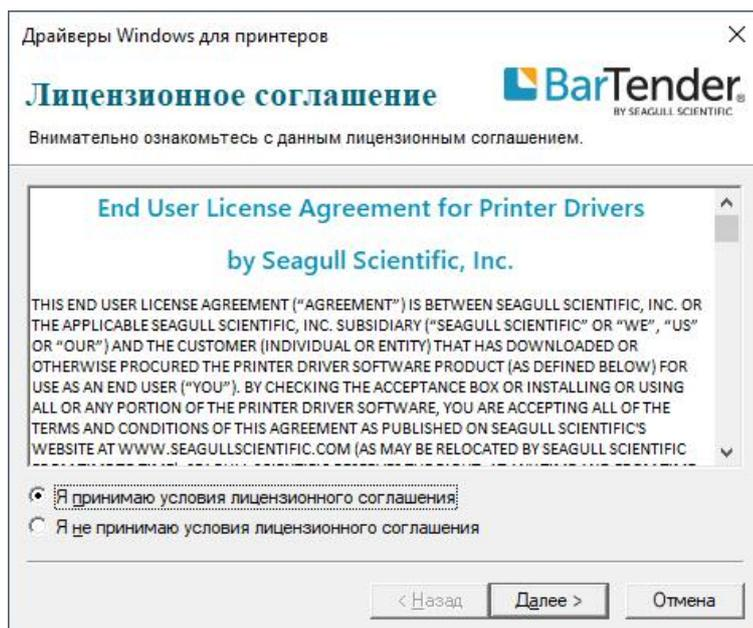 Драйверы Windows для принтеров
Лицензионное соглашение
BarTender®
BY SEAGULL SCIENTIFIC
Внимательно ознакомьтесь с данным лицензионным соглашением.
End User License Agreement for Printer Drivers
by Seagull Scientific, Inc.
THIS END USER LICENSE AGREEMENT (“AGREEMENT”) IS BETWEEN SEAGULL SCIENTIFIC, INC. OR
THE APPLICABLE SEAGULL SCIENTIFIC, INC. SUBSIDIARY (“SEAGULL SCIENTIFIC” OR “WE”, “US”
OR “OUR”) AND THE CUSTOMER (INDIVIDUAL OR ENTITY) THAT HAS DOWNLOADED OR
OTHERWISE PROCURED THE PRINTER DRIVER SOFTWARE PRODUCT (AS DEFINED BELOW) FOR
USE AS AN END USER (“YOU”). BY CHECKING THE ACCEPTANCE BOX OR INSTALLING OR USING
ALL OR ANY PORTION OF THE PRINTER DRIVER SOFTWARE, YOU ARE ACCEPTING ALL OF THE
TERMS AND CONDITIONS OF THIS AGREEMENT AS PUBLISHED ON SEAGULL SCIENTIFIC'S
WEBSITE AT WWW.SEAGULLSCIENTIFIC.COM (AS MAY BE RELOCATED BY SEAGULL SCIENTIFIC
Я принимаю условия лицензионного соглашения
Я не принимаю условия лицензионного соглашения
< Назад
Далее >
Отмена